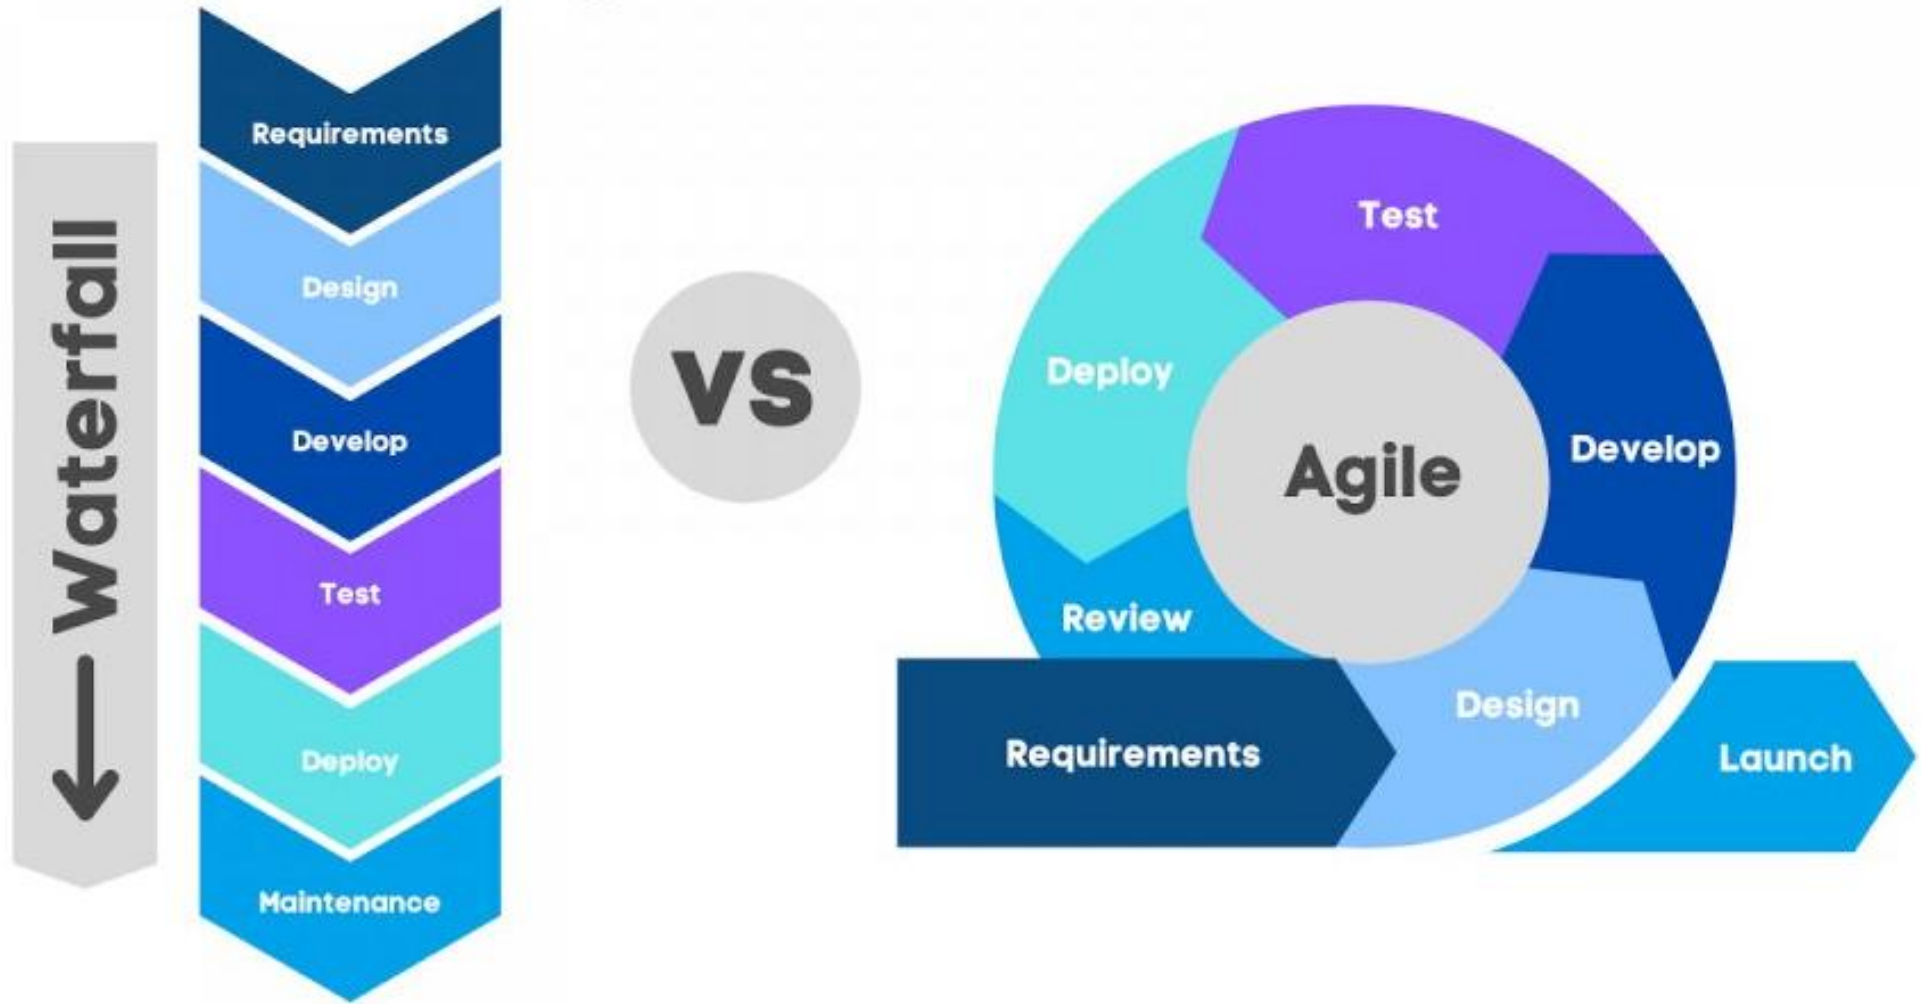 Waterfall
Requirements
Design
Develop
Test
Deploy
Maintenance
VS
Agile
Requirements
Design
Develop
Test
Deploy
Review
Launch